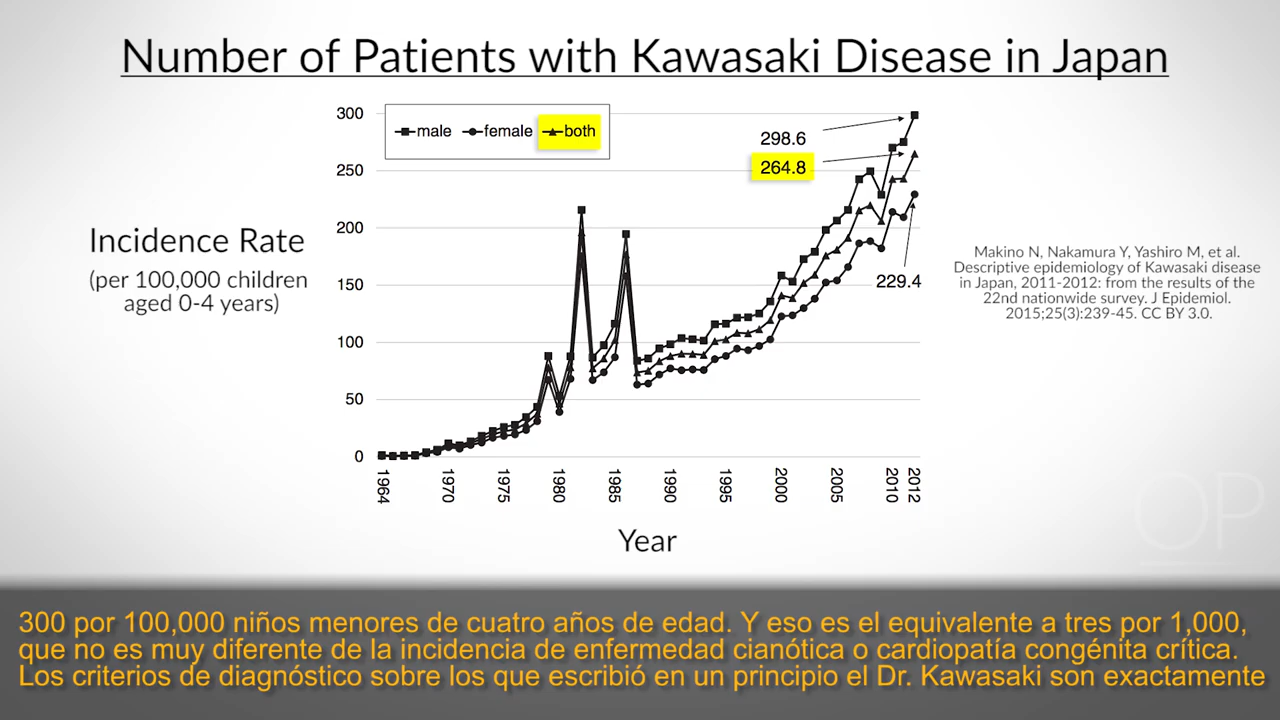 Number of Patients with Kawasaki Disease in Japan
male female both
300
250
200
150
100
50
0
298.6
264.8
229.4
Incidence Rate
(per 100,000 children
aged 0-4 years)
Makino N, Nakamura Y, Yashiro M, et al.
Descriptive epidemiology of Kawasaki disease
in Japan, 2011-2012: from the results of the
22nd nationwide survey. J Epidemiol.
2015;25(3):239-45. CC BY 3.0.
1964 1970 1975 1980 1985 1990 1995 2000 2005 2010 2012
Year
OP
300 por 100,000 niños menores de cuatro años de edad. Y eso es el equivalente a tres por 1,000,
que no es muy diferente de la incidencia de enfermedad cianótica o cardiopatía congénita crítica.
Los criterios de diagnóstico sobre los que escribió en un principio el Dr. Kawasaki son exactamente